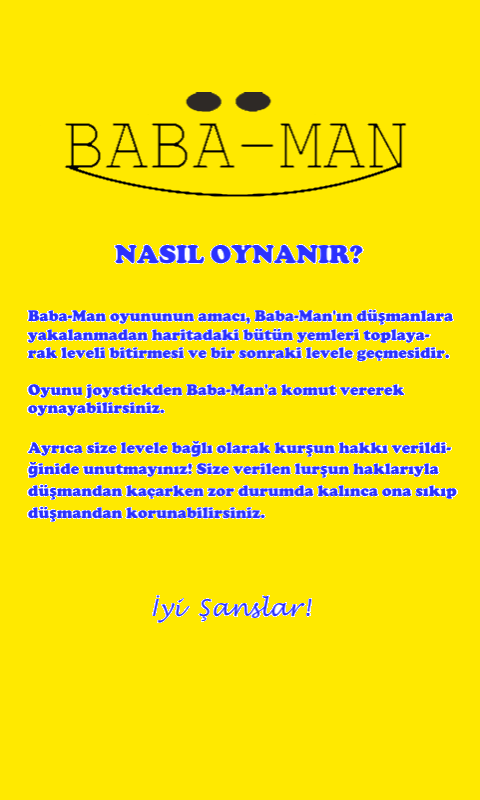 BABA-MAN
NASIL OYNANIR?
Baba-Man oyununun amacı, Baba-Man'ın düşmanlara
yakalanmadan haritadaki bütün yemleri toplaya-
rak leveli bitirmesi ve bir sonraki levele geçmesidir.
Oyunu joystickden Baba-Man'a komut vererek
oynayabilirsiniz.
Ayrıca size levele bağlı olarak kurşun hakkı verildi-
ğinide unutmayınız! Size verilen lurşun haklarıyla
düşmandan kaçarken zor durumda kalınca ona sıkıp
düşmandan korunabilirsiniz.
İyi Şanslar!